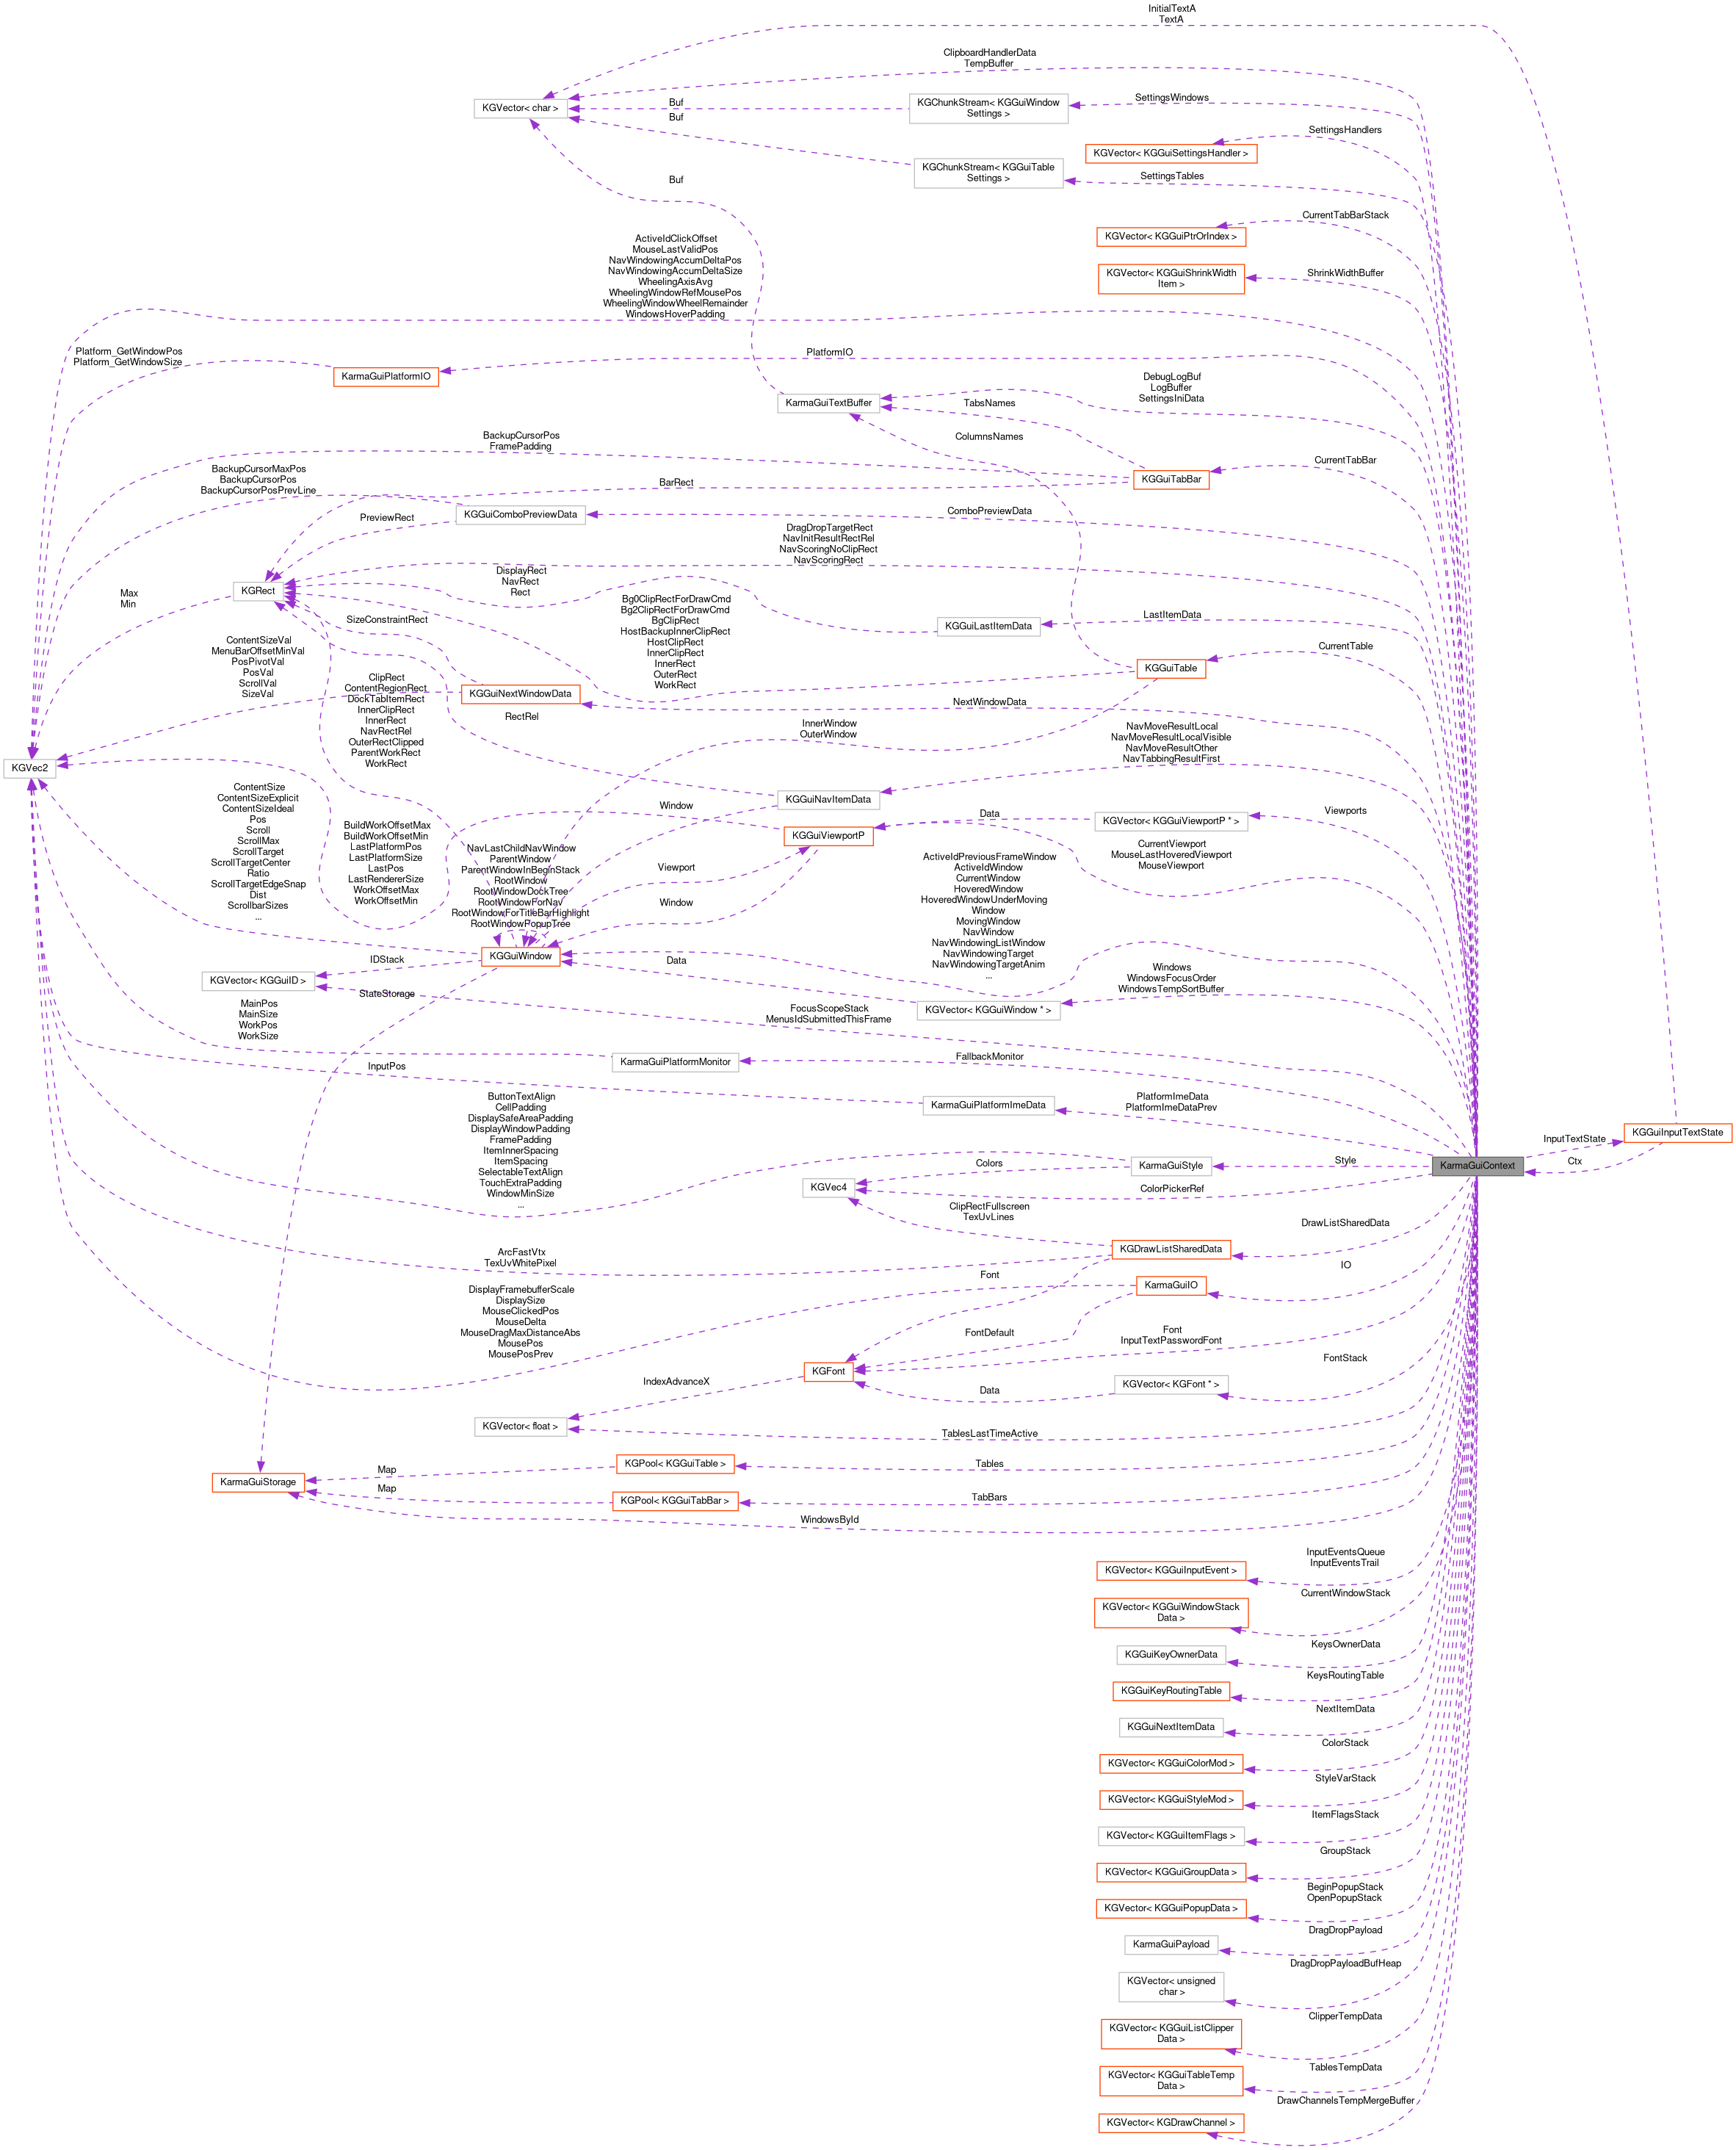 InitialTextA
TextA
ClipboardHandlerData
TempBuffer
KGVector< char >
Buf
KGChunkStream< KGGuiWindow
Settings >
SettingsWindows
Buf
SettingsHandlers
KGVector< KGGuiSettingsHandler >
KGChunkStream< KGGuiTable
Settings >
SettingsTables
Buf
CurrentTabBarStack
KGVector< KGGuiPtrOrIndex >
ActiveIdClickOffset
MouseLastValidPos
NavWindowingAccumDeltaPos
NavWindowingAccumDeltaSize
WheelingAxisAvg
WheelingWindowRefMousePos
WheelingWindowWheelRemainder
WindowsHoverPadding
KGVector< KGGuiShrinkWidth
Item >
ShrinkWidthBuffer
Platform_GetWindowPos
Platform_GetWindowSize
KarmaGuiPlatformIO
PlatformIO
KarmaGuiTextBuffer
DebugLogBuf
LogBuffer
SettingsIniData
TabsNames
ColumnsNames
BackupCursorPos
FramePadding
CurrentTabBar
KGGuiTabBar
BarRect
BackupCursorMaxPos
BackupCursorPos
BackupCursorPosPrevLine
PreviewRect
KGGuiComboPreviewData
ComboPreviewData
DragDropTargetRect
NavInitResultRectRel
NavScoringNoClipRect
NavScoringRect
Max
Min
KGRect
DisplayRect
NavRect
Rect
SizeConstraintRect
Bg0ClipRectForDrawCmd
Bg2ClipRectForDrawCmd
BgClipRect
HostBackupInnerClipRect
HostClipRect
InnerClipRect
InnerRect
OuterRect
WorkRect
KGGuiLastItemData
LastItemData
CurrentTable
KGGuiTable
ContentSizeVal
MenuBarOffsetMinVal
PosPivotVal
PosVal
ScrollVal
SizeVal
ClipRect
ContentRegionRect
DockTabItemRect
InnerClipRect
InnerRect
NavRectRel
OuterRectClipped
ParentWorkRect
WorkRect
KGGuiNextWindowData
NextWindowData
RectRel
InnerWindow
OuterWindow
NavMoveResultLocal
NavMoveResultLocalVisible
NavMoveResultOther
NavTabbingResultFirst
KGVec2
ContentSize
ContentSizeExplicit
ContentSizeIdeal
Pos
Scroll
ScrollMax
ScrollTarget
ScrollTargetCenter
Ratio
ScrollTargetEdgeSnap
Dist
ScrollbarSizes
...
BuildWorkOffsetMax
BuildWorkOffsetMin
LastPlatformPos
LastPlatformSize
LastPos
LastRendererSize
WorkOffsetMax
WorkOffsetMin
Window
KGGuiNavItemData
KGGuiViewportP
Data
KGVector< KGGuiViewportP * >
Viewports
NavLastChildNavWindow
ParentWindow
ParentWindowInBeginStack
RootWindow
RootWindowDockTree
RootWindowForNav
RootWindowForTitleBarHighlight
RootWindowPopupTree
Viewport
Window
CurrentViewport
MouseLastHoveredViewport
MouseViewport
ActiveIdPreviousFrameWindow
ActiveIdWindow
CurrentWindow
HoveredWindow
HoveredWindowUnderMoving
Window
MovingWindow
NavWindow
NavWindowingListWindow
NavWindowingTarget
NavWindowingTargetAnim
...
KGGuiWindow
IDStack
KGVector< KGGuiID >
StateStorage
Data
KGVector< KGGuiWindow * >
Windows
WindowsFocusOrder
WindowsTempSortBuffer
FocusScopeStack
MenusIdSubmittedThisFrame
MainPos
MainSize
WorkPos
WorkSize
KarmaGuiPlatformMonitor
FallbackMonitor
InputPos
KarmaGuiPlatformImeData
PlatformImeData
PlatformImeDataPrev
ButtonTextAlign
CellPadding
DisplaySafeAreaPadding
DisplayWindowPadding
FramePadding
ItemInnerSpacing
ItemSpacing
SelectableTextAlign
TouchExtraPadding
WindowMinSize
...
KGGuiInputTextState
InputTextState
Ctx
KarmaGuiContext
Colors
KarmaGuiStyle
Style
KGVec4
ColorPickerRef
ClipRectFullscreen
TexUvLines
DrawListSharedData
KGDrawListSharedData
ArcFastVtx
TexUvWhitePixel
Font
IO
KarmaGuiIO
DisplayFramebufferScale
DisplaySize
MouseClickedPos
MouseDelta
MouseDragMaxDistanceAbs
MousePos
MousePosPrev
FontDefault
Font
InputTextPasswordFont
KGFont
FontStack
IndexAdvanceX
Data
KGVector< KGFont * >
KGVector< float >
TablesLastTimeActive
KarmaGuiStorage
Map
KGPool< KGGuiTable >
Tables
Map
KGPool< KGGuiTabBar >
TabBars
WindowsById
InputEventsQueue
InputEventsTrail
KGVector< KGGuiInputEvent >
CurrentWindowStack
KGVector< KGGuiWindowStack
Data >
KeysOwnerData
KGGuiKeyOwnerData
KeysRoutingTable
KGGuiKeyRoutingTable
NextItemData
KGGuiNextItemData
ColorStack
KGVector< KGGuiColorMod >
StyleVarStack
KGVector< KGGuiStyleMod >
ItemFlagsStack
KGVector< KGGuiItemFlags >
GroupStack
KGVector< KGGuiGroupData >
BeginPopupStack
OpenPopupStack
KGVector< KGGuiPopupData >
DragDropPayload
KarmaGuiPayload
DragDropPayloadBufHeap
KGVector< unsigned
char >
ClipperTempData
KGVector< KGGuiListClipper
Data >
TablesTempData
KGVector< KGGuiTableTemp
Data >
DrawChannelsTempMergeBuffer
KGVector< KGDrawChannel >